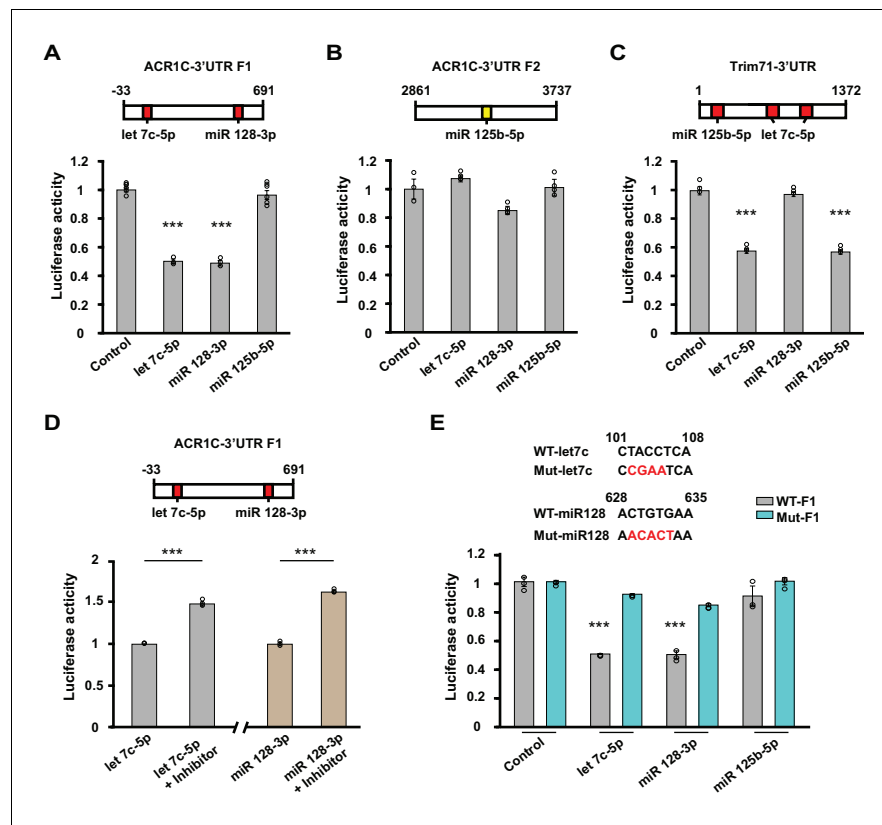 A
ACR1C-3'UTR F1
-33 691
let 7c-5p miR 128-3p
Luciferase acticity
1.2
1
0.8
0.6
0.4
0.2
0
*** ***
Control let 7c-5p miR 128-3p miR 125b-5p
B
ACR1C-3'UTR F2
2861 3737
miR 125b-5p
Luciferase acticity
1.2
1
0.8
0.6
0.4
0.2
0
Control let 7c-5p miR 128-3p miR 125b-5p
C
Trim71-3'UTR
1 1372
miR 125b-5p let 7c-5p
Luciferase acticity
1.2
1
0.8
0.6
0.4
0.2
0
*** ***
Control let 7c-5p miR 128-3p miR 125b-5p
D
ACR1C-3'UTR F1
-33 691
let 7c-5p miR 128-3p
Luciferase activity
2
1.5
1
0.5
0
*** ***
let 7c-5p let 7c-5p + Inhibitor miR 128-3p miR 128-3p + Inhibitor
E
101 108
WT-let7c CTACCTCA
Mut-let7c CCGAATCA
628 635
WT-miR128 ACTGTGAA
Mut-miR128 AACACTAA
WT-F1
Mut-F1
Luciferase activity
1.2
1
0.8
0.6
0.4
0.2
0
*** ***
Control let 7c-5p miR 128-3p miR 125b-5p